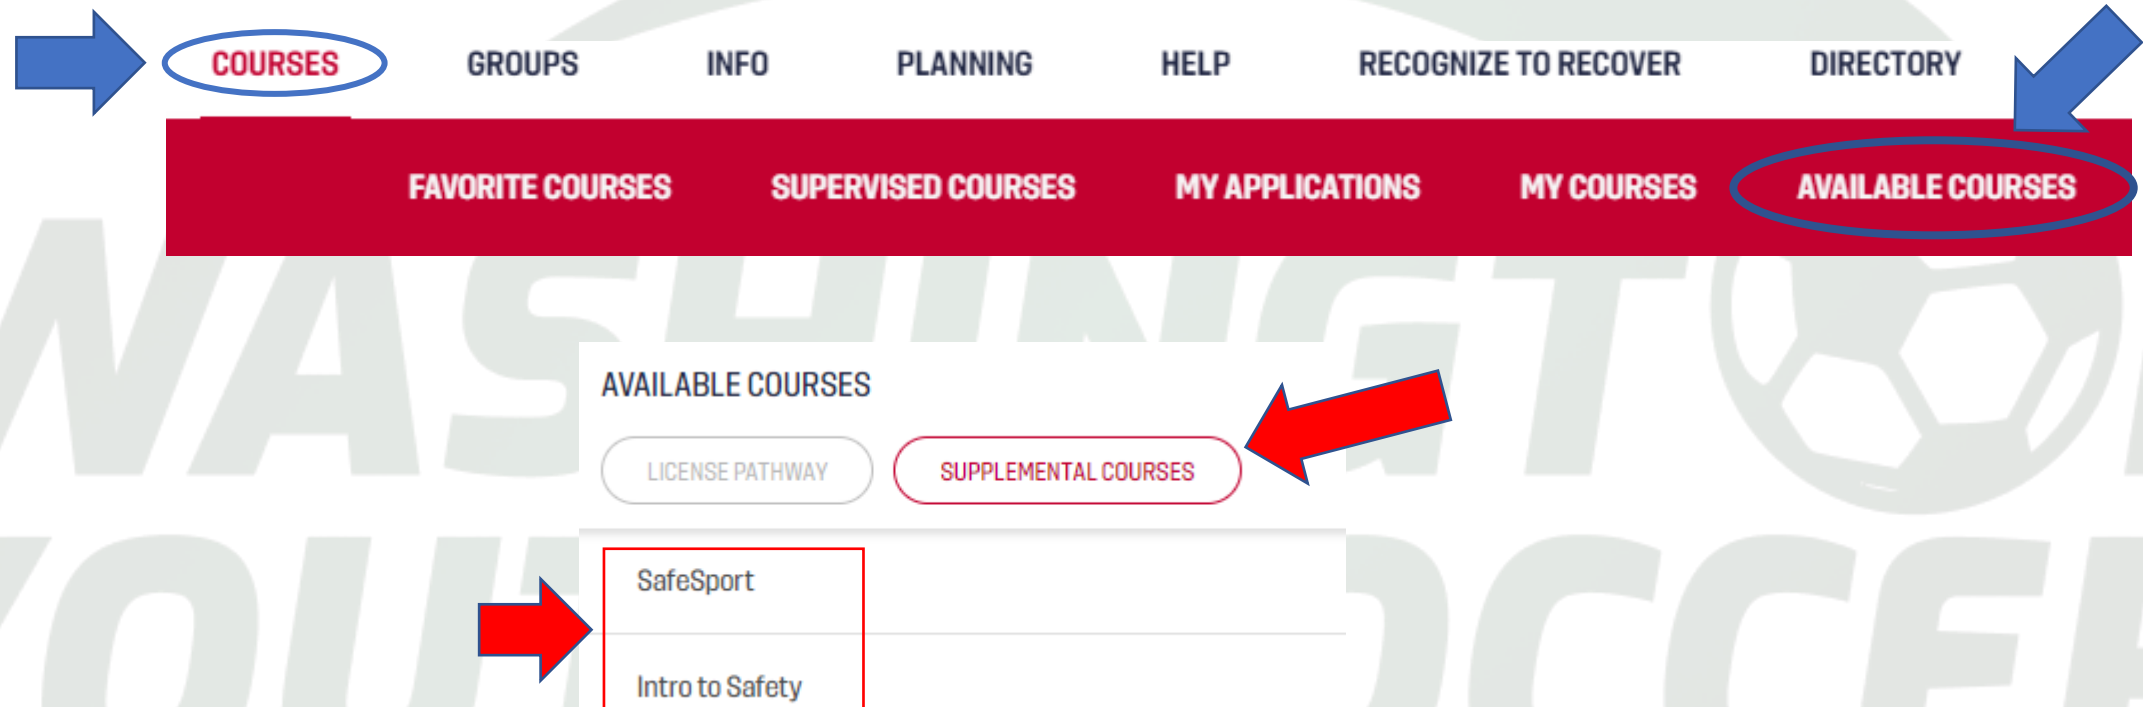 COURSES GROUPS INFO PLANNING HELP RECOGNIZE TO RECOVER DIRECTORY
FAVORITE COURSES SUPERVISED COURSES MY APPLICATIONS MY COURSES AVAILABLE COURSES
AVAILABLE COURSES
LICENSE PATHWAY SUPPLEMENTAL COURSES
SafeSport
Intro to Safety